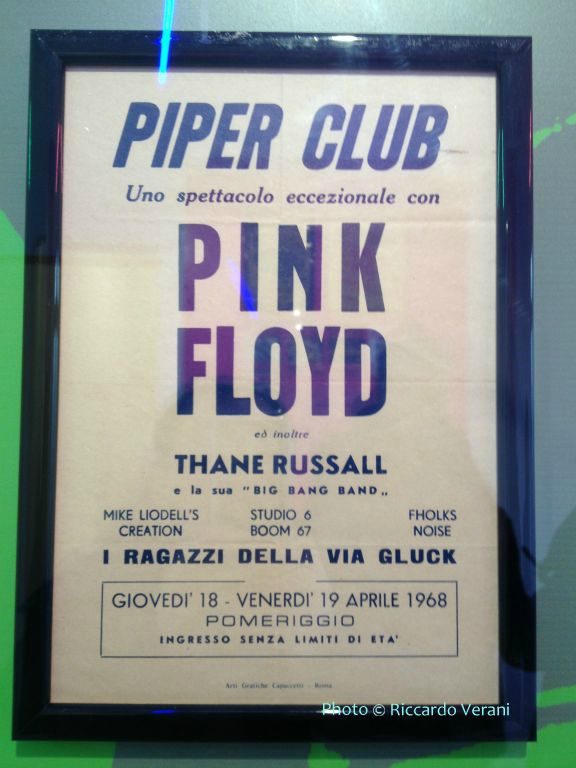 PIPER CLUB
Uno spettacolo eccezionale con
PINK
FLOYD
ed inoltre
THANE RUSSALL
e la sua "BIG BANG BAND„
MIKE LIODELL'S STUDIO 6 FHOLKS
CREATION BOOM 67 NOISE
I RAGAZZI DELLA VIA GLUCK
GIOVEDI' 18 - VENERDI' 19 APRILE 1968
POMERIGGIO
INGRESSO SENZA LIMITI DI ETA'
Arti Grafiche Capaccetti - Roma
Photo © Riccardo Verani